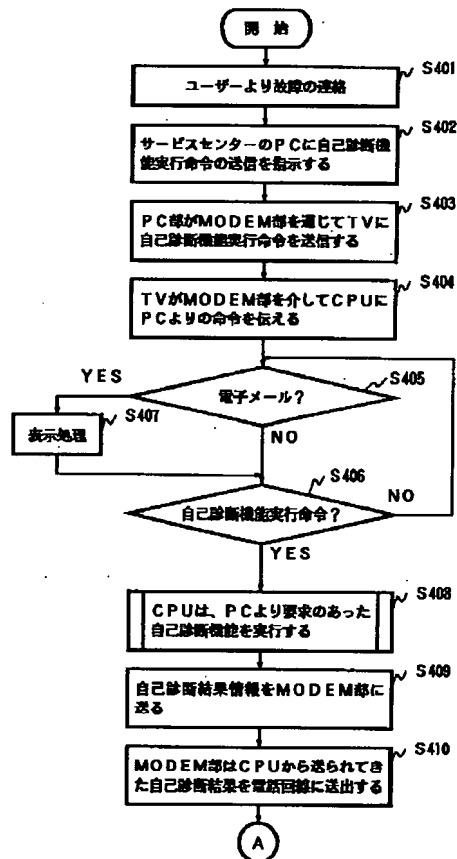 開始
S401
ユーザーより故障の連絡
S402
サービスセンターのPCに自己診断機
能実行命令の送信を指示する
S403
PC部がMODEM部を通じてTVに
自己診断機能実行命令を送信する
S404
TVがMODEM部を介してCPUに
PCよりの命令を伝える
YES
S405
電子メール?
S407
表示処理
NO
S406
NO
自己診断機能実行命令?
YES
S408
CPUは、PCより要求のあった
自己診断機能を実行する
S409
自己診断結果情報をMODEM部に
送る
S410
MODEM部はCPUから送られてき
た自己診断結果を電話回線に送出する
A